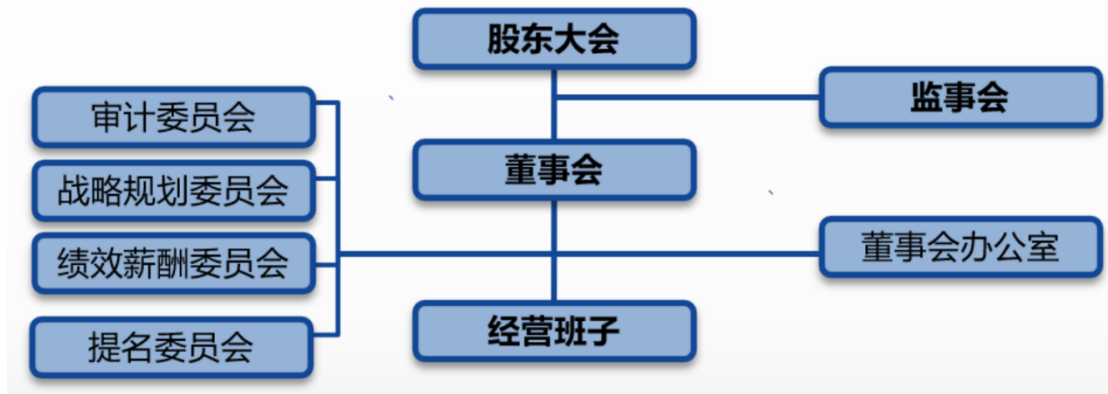 股东大会
监事会
审计委员会
董事会
战略规划委员会
董事会办公室
绩效薪酬委员会
经营班子
提名委员会